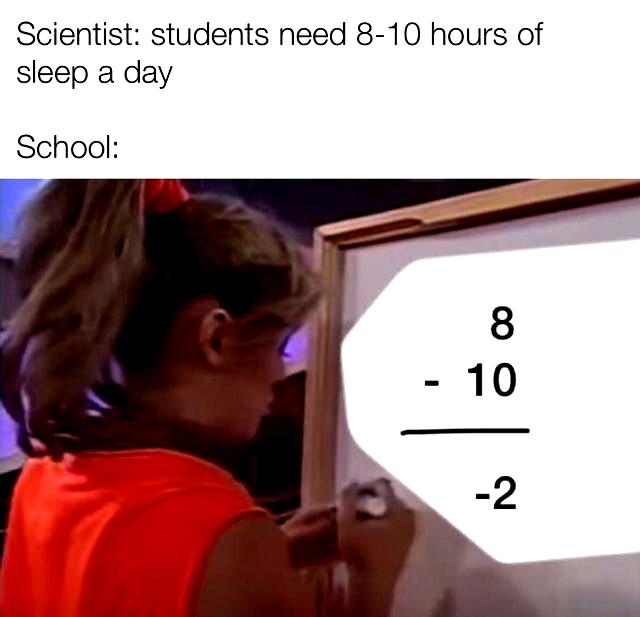 Scientist: students need 8-10 hours of
sleep a day
School:
8
- 10
-2